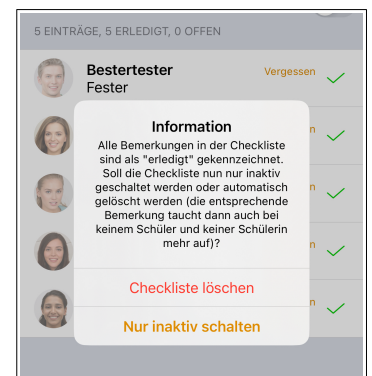 5 EINTRÄGE, 5 ERLEDIGT, 0 OFFEN
Bestertester
Fester
Vergessen
Information
Alle Bemerkungen in der Checkliste
sind als "erledigt" gekennzeichnet.
Soll die Checkliste nun nur inaktiv
geschaltet werden oder automatisch
gelöscht werden (die entsprechende
Bemerkung taucht dann auch bei
keinem Schüler und keiner Schülerin
mehr auf)?
Checkliste löschen
Nur inaktiv schalten